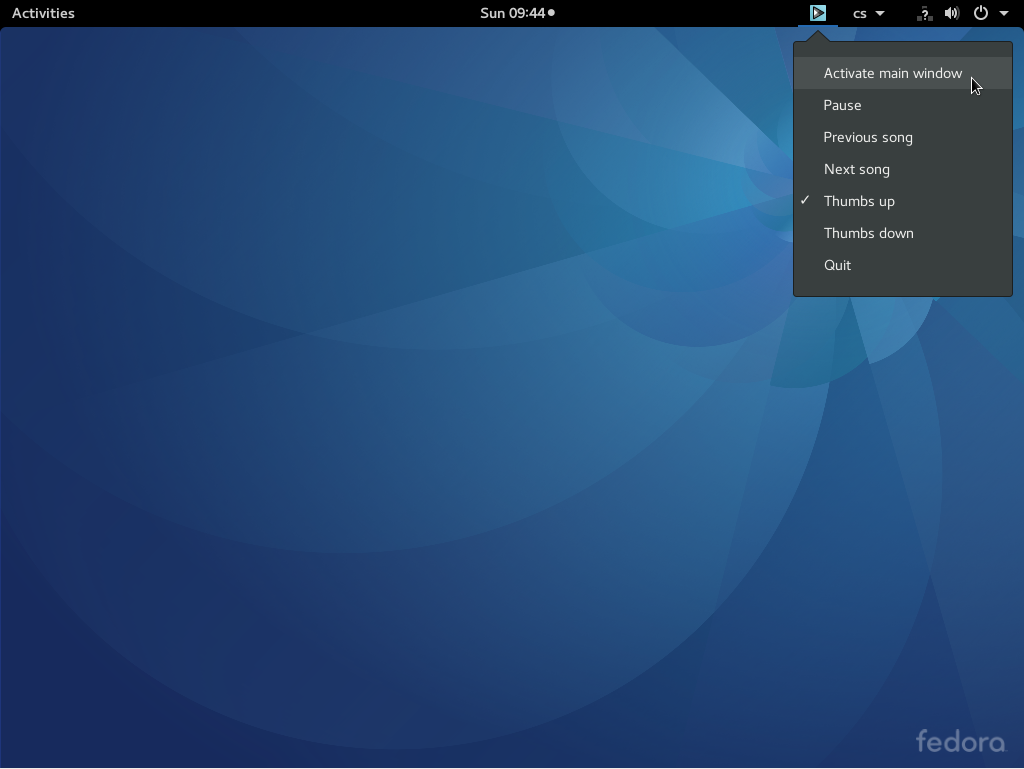 Activities
Sun 09:44
cs
Activate main window
Pause
Previous song
Next song
Thumbs up
Thumbs down
Quit
fedora